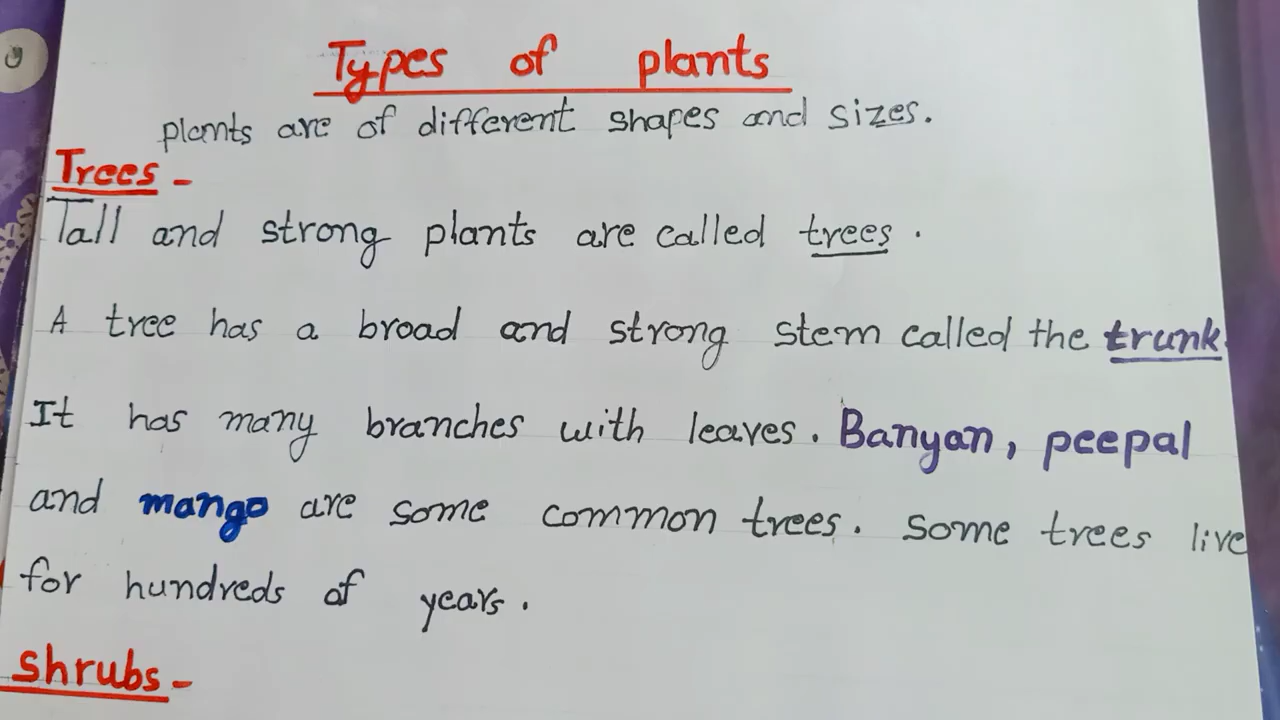 Types of plants
plants are of different shapes and sizes.
Trees -
Tall and strong plants are called trees.
A tree has a broad and strong stem called the trunk.
It has many branches with leaves. Banyan, peepal
and mango are some common trees. Some trees live
for hundreds of years.
Shrubs -